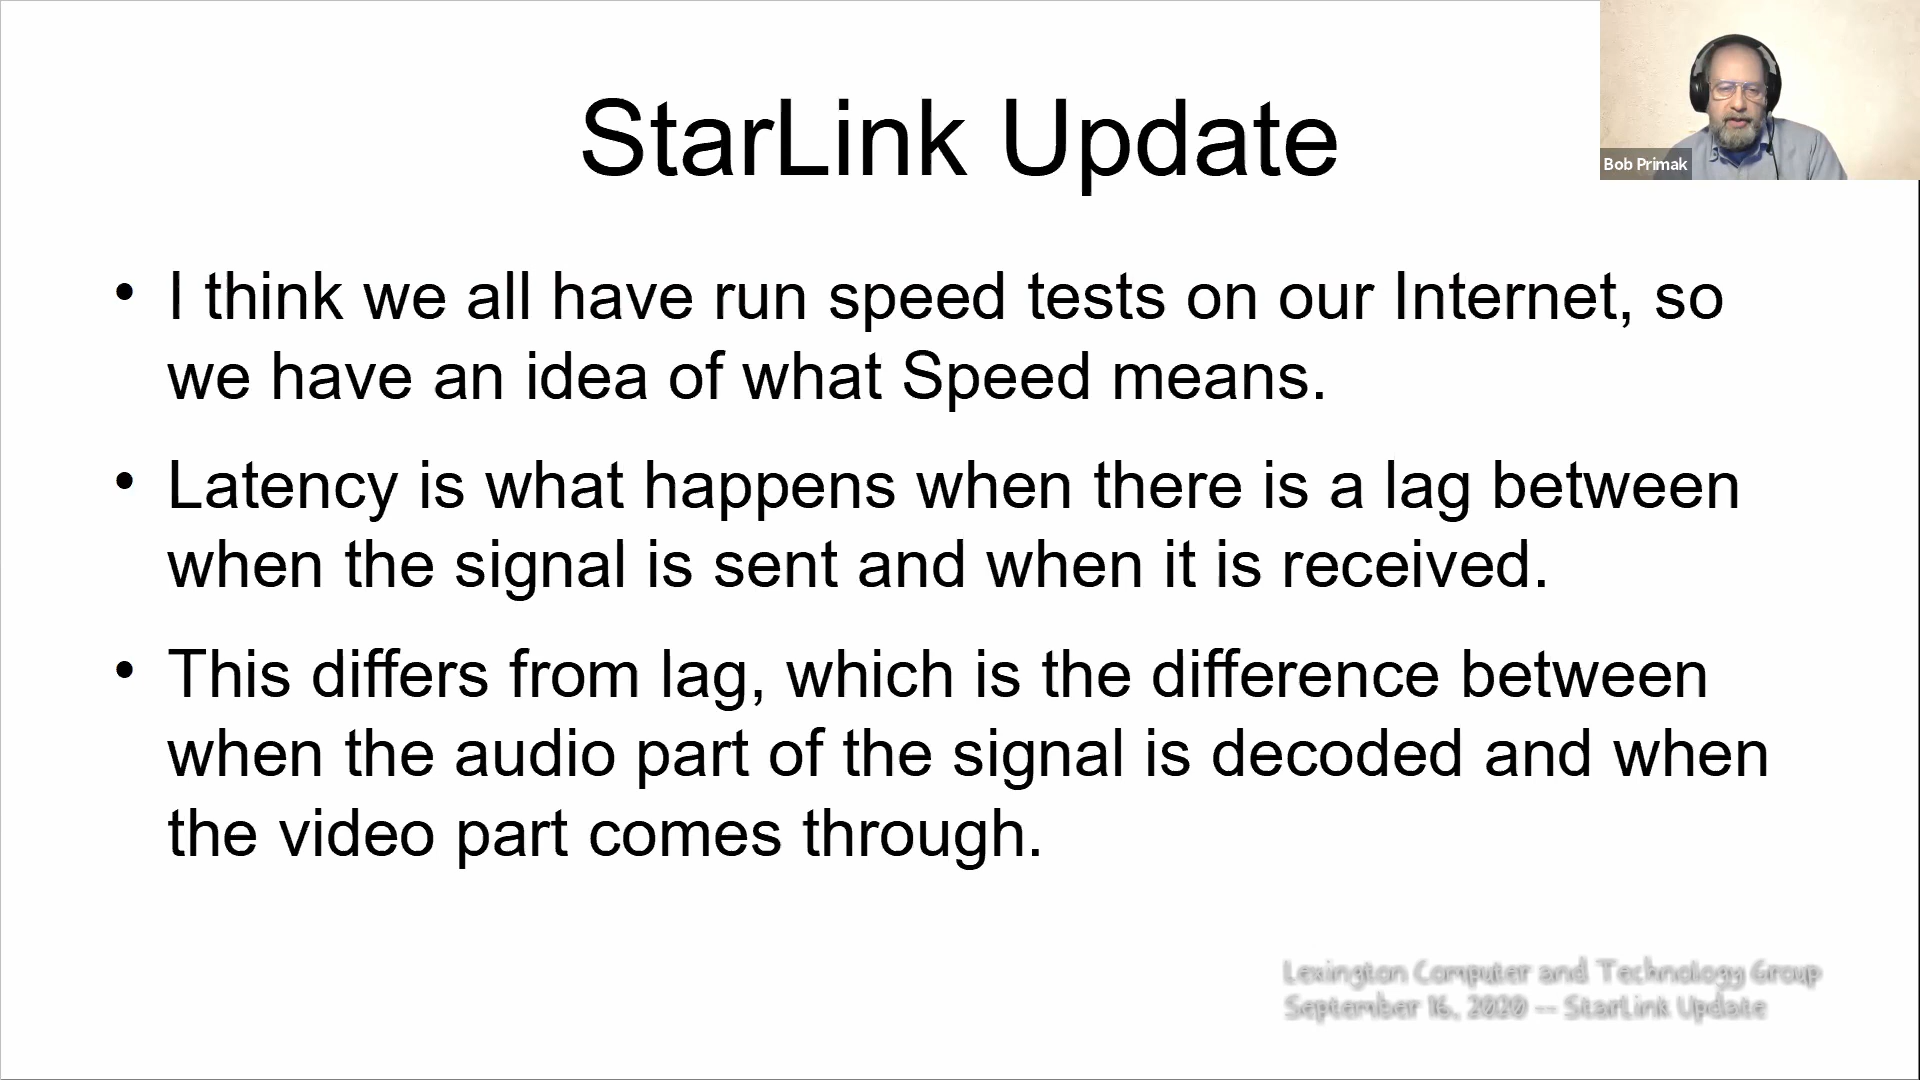 StarLink Update
Bob Primak
• I think we all have run speed tests on our Internet, so
we have an idea of what Speed means.
• Latency is what happens when there is a lag between
when the signal is sent and when it is received.
• This differs from lag, which is the difference between
when the audio part of the signal is decoded and when
the video part comes through.
Lexington Computer and Technology Group
September 16, 2020 -- StarLink Update